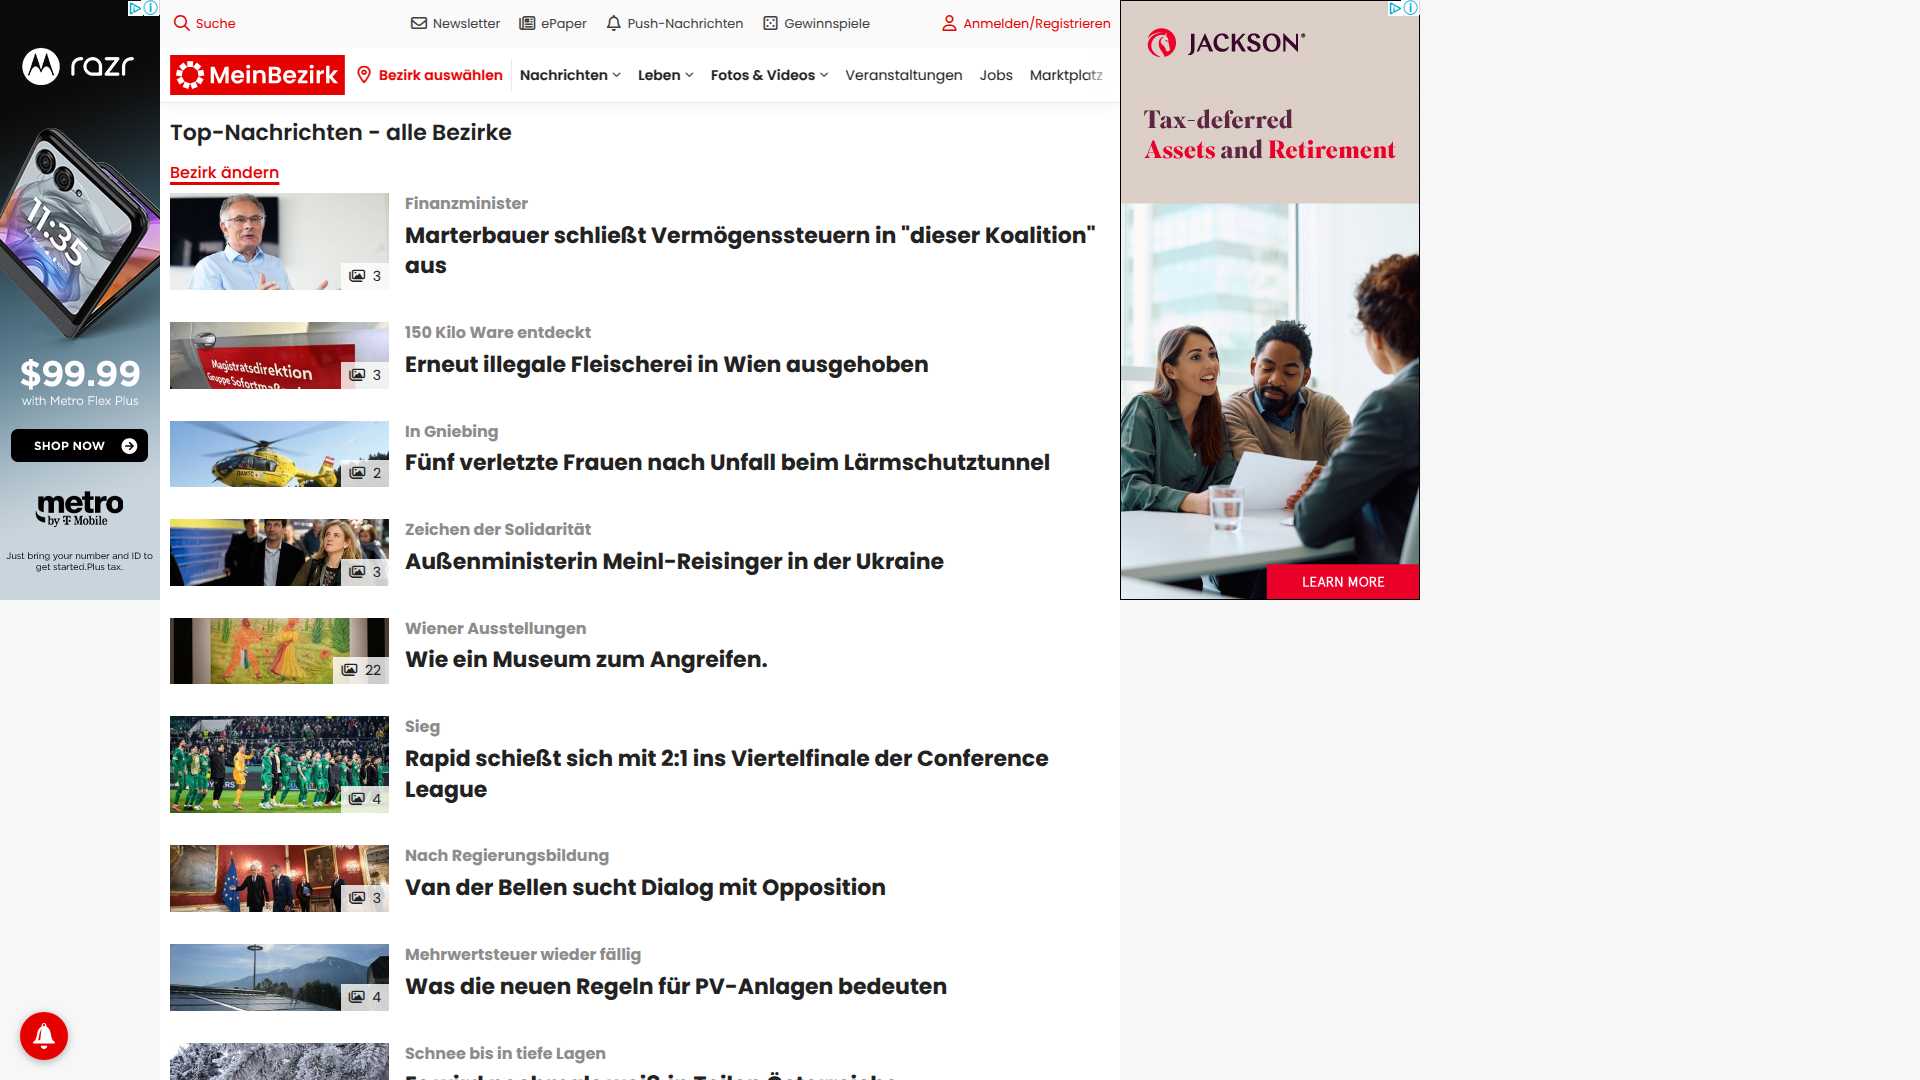 Suche
Newsletter
ePaper
Push-Nachrichten
Gewinnspiele
Anmelden/Registrieren
MeinBezirk
Bezirk auswählen
Nachrichten
Leben
Fotos & Videos
Veranstaltungen
Jobs
Marktplatz
Top-Nachrichten - alle Bezirke
Bezirk ändern
3
Finanzminister
Marterbauer schließt Vermögenssteuern in "dieser Koalition"
aus
Magistratsdirektion
3
150 Kilo Ware entdeckt
Erneut illegale Fleischerei in Wien ausgehoben
2
In Gniebing
Fünf verletzte Frauen nach Unfall beim Lärmschutztunnel
3
Zeichen der Solidarität
Außenministerin Meinl-Reisinger in der Ukraine
22
Wiener Ausstellungen
Wie ein Museum zum Angreifen.
4
Sieg
Rapid schießt sich mit 2:1 ins Viertelfinale der Conference
League
3
Nach Regierungsbildung
Van der Bellen sucht Dialog mit Opposition
4
Mehrwertsteuer wieder fällig
Was die neuen Regeln für PV-Anlagen bedeuten
Schnee bis in tiefe Lagen
Es wird nochmals weiß in Teilen Österreichs
razr
11:35
$99.99
with Metro Flex Plus
SHOP NOW
metro
by T Mobile
Just bring your number and ID to
get started.Plus tax.
JACKSON
Tax-deferred
Assets and Retirement
LEARN MORE